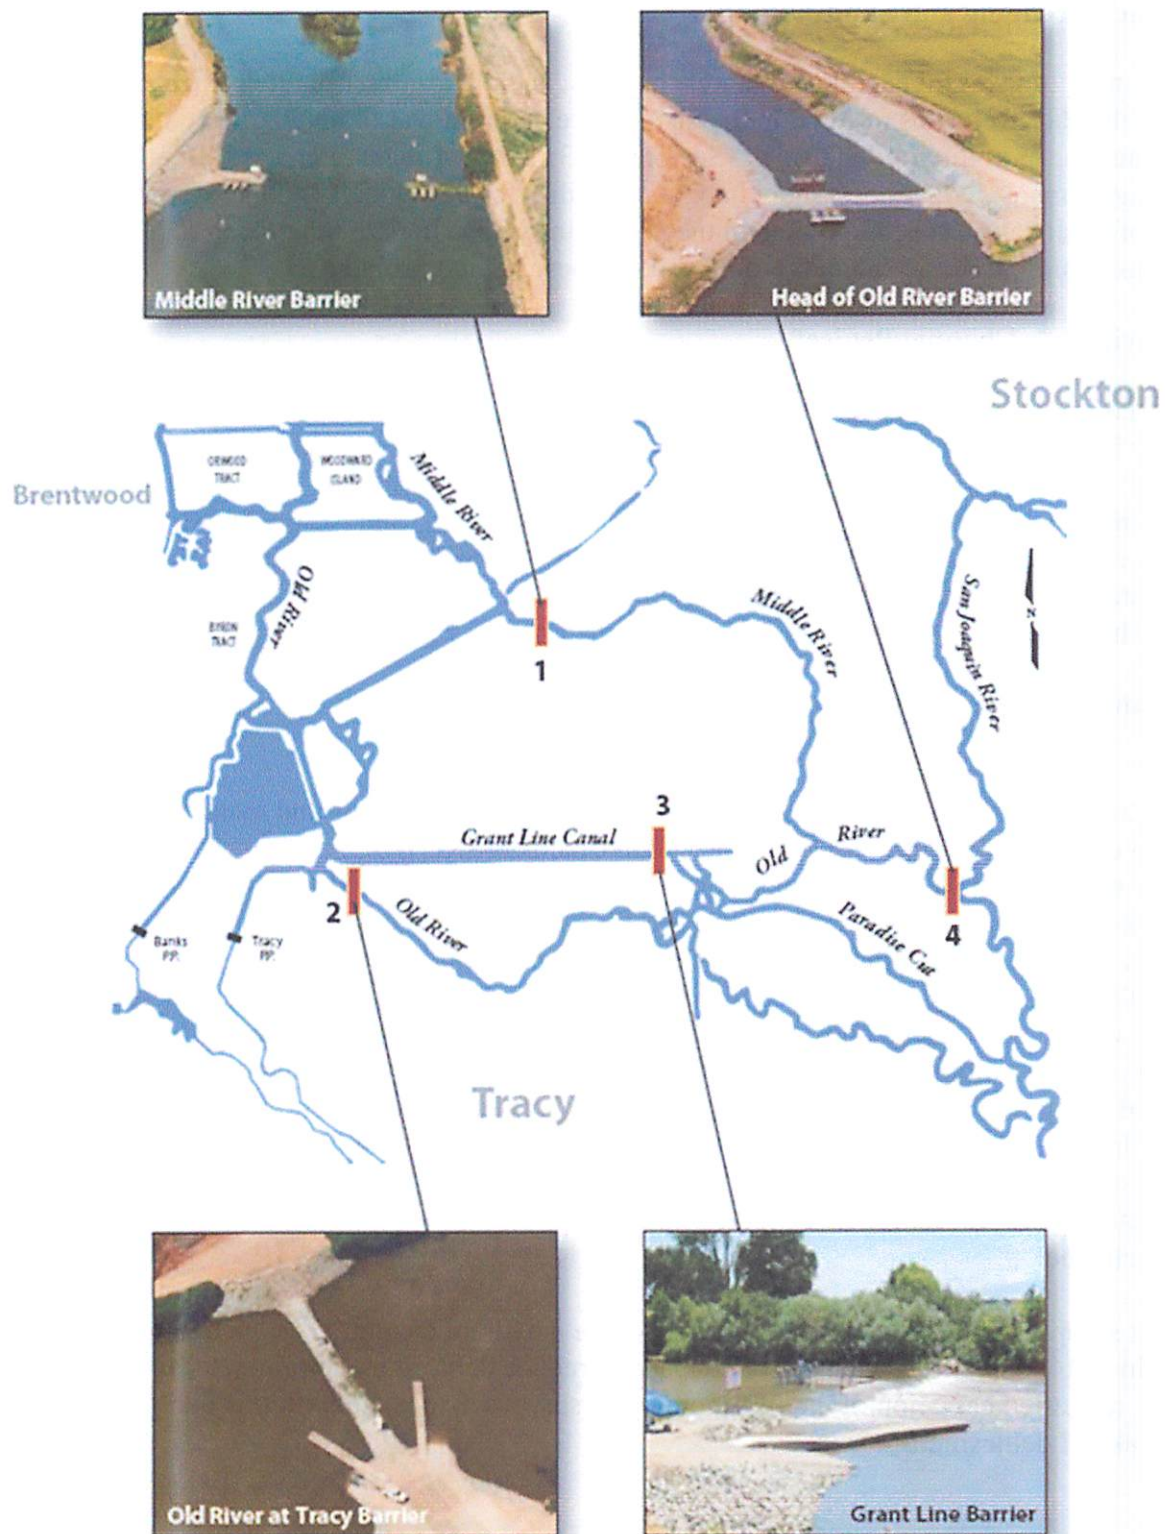 Middle River Barrier
Head of Old River Barrier
Stockton
Brentwood
ORWOOD
TRACT
WOODWARD
ISLAND
Middle River
Old River
BYRON
TRACT
Middle River
San Joaquin River
N
1
3
Grant Line Canal
Old
River
2
Old River
Paradise Cut
4
Banks
P.P.
Tracy
P.P.
Tracy
Old River at Tracy Barrier
Grant Line Barrier